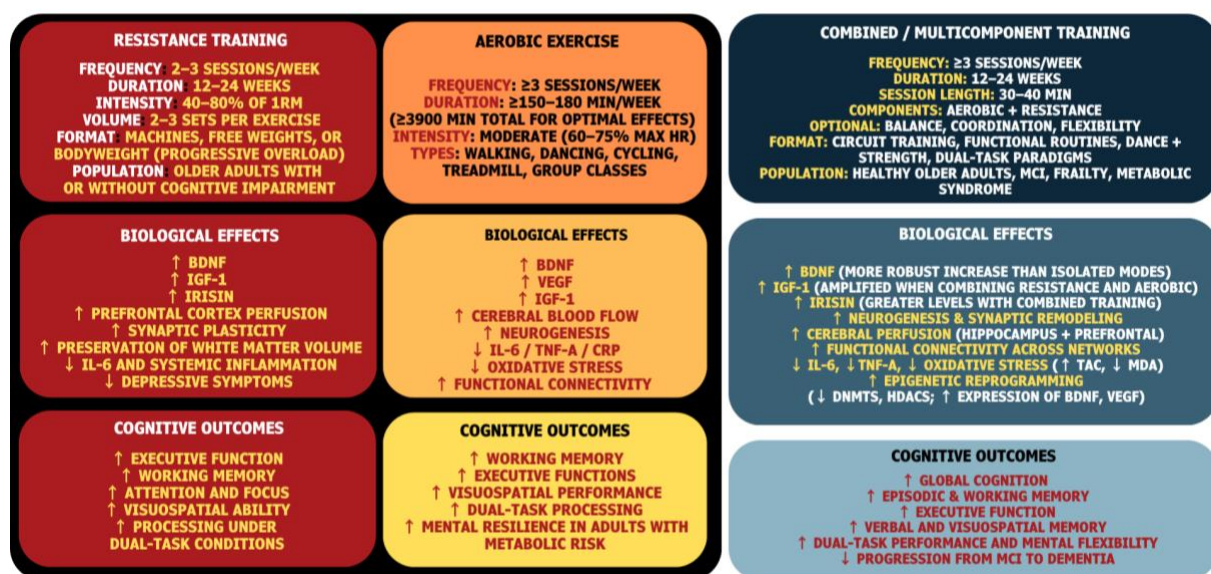 RESISTANCE TRAINING
FREQUENCY: 2–3 SESSIONS/WEEK
DURATION: 12–24 WEEKS
INTENSITY: 40–80% OF 1RM
VOLUME: 2–3 SETS PER EXERCISE
FORMAT: MACHINES, FREE WEIGHTS, OR
BODYWEIGHT (PROGRESSIVE OVERLOAD)
POPULATION: OLDER ADULTS WITH
OR WITHOUT COGNITIVE IMPAIRMENT
BIOLOGICAL EFFECTS
↑ BDNF
↑ IGF-1
↑ IRISIN
↑ PREFRONTAL CORTEX PERFUSION
↑ SYNAPTIC PLASTICITY
↑ PRESERVATION OF WHITE MATTER VOLUME
↓ IL-6 AND SYSTEMIC INFLAMMATION
↓ DEPRESSIVE SYMPTOMS
COGNITIVE OUTCOMES
↑ EXECUTIVE FUNCTION
↑ WORKING MEMORY
↑ ATTENTION AND FOCUS
↑ VISUOSPATIAL ABILITY
↑ PROCESSING UNDER
DUAL-TASK CONDITIONS
AEROBIC EXERCISE
FREQUENCY: ≥3 SESSIONS/WEEK
DURATION: ≥150–180 MIN/WEEK
(≥3900 MIN TOTAL FOR OPTIMAL EFFECTS)
INTENSITY: MODERATE (60–75% MAX HR)
TYPES: WALKING, DANCING, CYCLING,
TREADMILL, GROUP CLASSES
BIOLOGICAL EFFECTS
↑ BDNF
↑ VEGF
↑ IGF-1
↑ CEREBRAL BLOOD FLOW
↑ NEUROGENESIS
↓ IL-6 / TNF-A / CRP
↓ OXIDATIVE STRESS
↑ FUNCTIONAL CONNECTIVITY
COGNITIVE OUTCOMES
↑ WORKING MEMORY
↑ EXECUTIVE FUNCTIONS
↑ VISUOSPATIAL PERFORMANCE
↑ DUAL-TASK PROCESSING
↑ MENTAL RESILIENCE IN ADULTS WITH
METABOLIC RISK
COMBINED / MULTICOMPONENT TRAINING
FREQUENCY: ≥3 SESSIONS/WEEK
DURATION: 12–24 WEEKS
SESSION LENGTH: 30–40 MIN
COMPONENTS: AEROBIC + RESISTANCE
OPTIONAL: BALANCE, COORDINATION, FLEXIBILITY
FORMAT: CIRCUIT TRAINING, FUNCTIONAL ROUTINES, DANCE +
STRENGTH, DUAL-TASK PARADIGMS
POPULATION: HEALTHY OLDER ADULTS, MCI, FRAILTY, METABOLIC
SYNDROME
BIOLOGICAL EFFECTS
↑ BDNF (MORE ROBUST INCREASE THAN ISOLATED MODES)
↑ IGF-1 (AMPLIFIED WHEN COMBINING RESISTANCE AND AEROBIC)
↑ IRISIN (GREATER LEVELS WITH COMBINED TRAINING)
↑ NEUROGENESIS & SYNAPTIC REMODELING
↑ CEREBRAL PERFUSION (HIPPOCAMPUS + PREFRONTAL)
↑ FUNCTIONAL CONNECTIVITY ACROSS NETWORKS
↓ IL-6, ↓TNF-A, ↓ OXIDATIVE STRESS (↑ TAC, ↓ MDA)
↑ EPIGENETIC REPROGRAMMING
(↓ DNMTS, HDACS; ↑ EXPRESSION OF BDNF, VEGF)
COGNITIVE OUTCOMES
↑ GLOBAL COGNITION
↑ EPISODIC & WORKING MEMORY
↑ EXECUTIVE FUNCTION
↑ VERBAL AND VISUOSPATIAL MEMORY
↑ DUAL-TASK PERFORMANCE AND MENTAL FLEXIBILITY
↓ PROGRESSION FROM MCI TO DEMENTIA